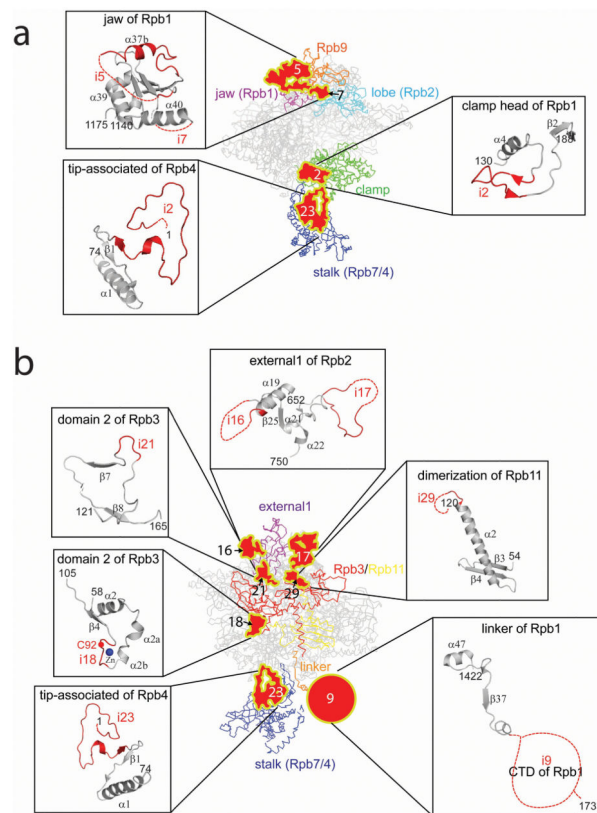 a
jaw of Rpb1
α37b
i5
α39
α40
1175
1140
i7
5
Rpb9
jaw (Rpb1)
7
lobe (Rpb2)
clamp head of Rpb1
β2
α4
188
130
i2
tip-associated of Rpb4
i2
1
74
β1
α1
2
clamp
23
stalk (Rpb7/4)
b
external1 of Rpb2
α19
652
i17
i16
β25
α21
α22
750
domain 2 of Rpb3
i21
β7
121
β8
165
dimerization of Rpb11
i29
120
α2
β3
54
β4
external1
16
17
21
29
Rpb3/Rpb11
domain 2 of Rpb3
105
58
α2
β4
α2a
C92
Zn
α2b
i18
18
linker
linker of Rpb1
α47
1422
β37
i9
CTD of Rpb1
173
tip-associated of Rpb4
i23
1
β1
74
α1
23
9
stalk (Rpb7/4)